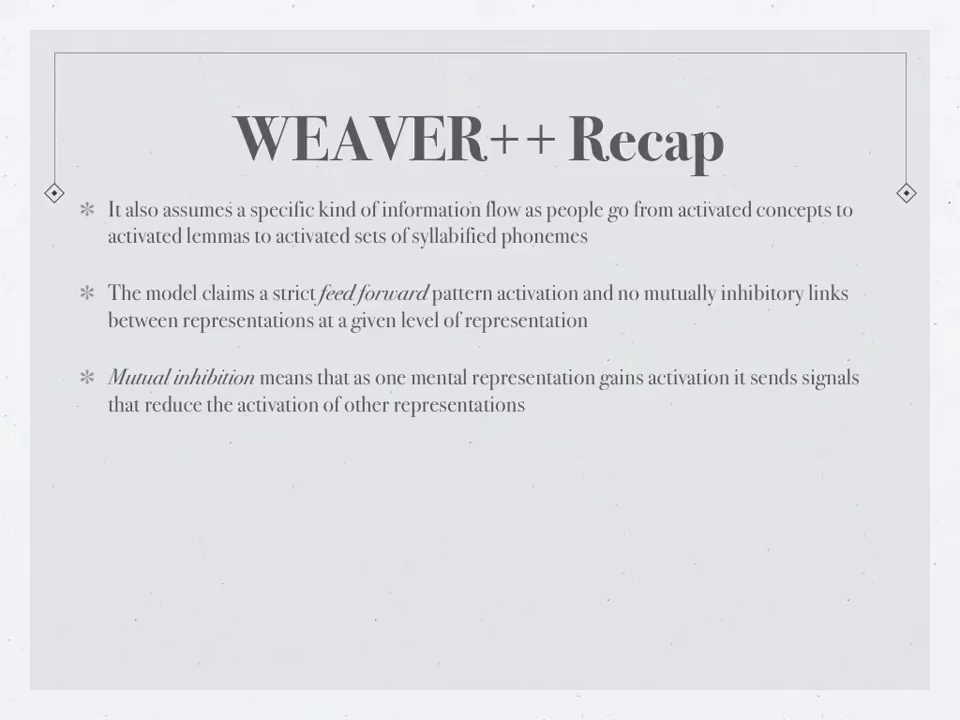 WEAVER++ Recap
It also assumes a specific kind of information flow as people go from activated concepts to
activated lemmas to activated sets of syllabified phonemes
The model claims a strict feed forward pattern activation and no mutually inhibitory links
between representations at a given level of representation
Mutual inhibition means that as one mental representation gains activation it sends signals
that reduce the activation of other representations